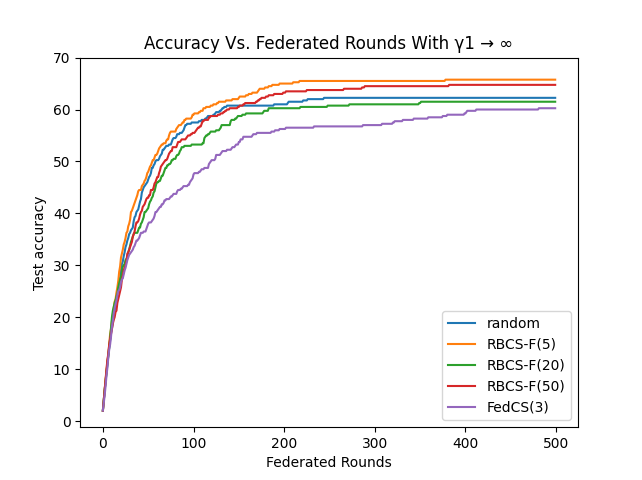 Accuracy Vs. Federated Rounds With γ1 → ∞
Test accuracy
70
60
50
40
30
20
10
0
0 100 200 300 400 500
Federated Rounds
random
RBCS-F(5)
RBCS-F(20)
RBCS-F(50)
FedCS(3)